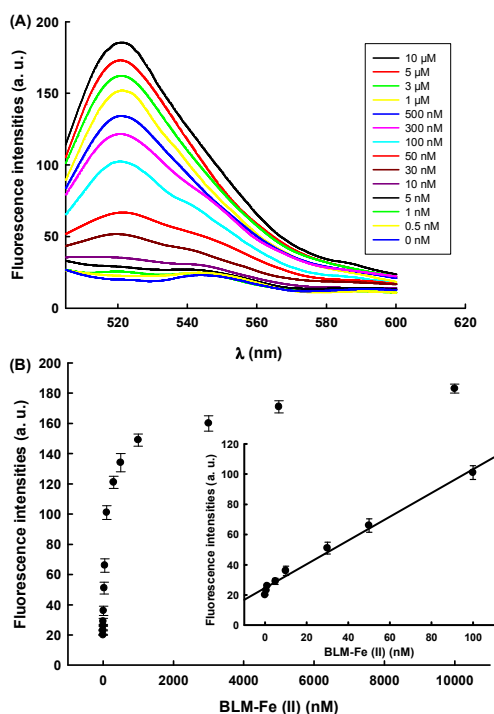 (A)
200
150
100
50
0
Fluorescence intensities (a. u.)
10 µM
5 µM
3 µM
1 µM
500 nM
300 nM
100 nM
50 nM
30 nM
10 nM
5 nM
1 nM
0.5 nM
0 nM
520 540 560 580 600 620
λ (nm)
(B)
200
180
160
140
120
100
80
60
40
20
0
Fluorescence intensities (a. u.)
120
100
80
60
40
20
0
Fluorescence intensities (a. u.)
0 20 40 60 80 100
BLM-Fe (II) (nM)
0 2000 4000 6000 8000 10000
BLM-Fe (II) (nM)